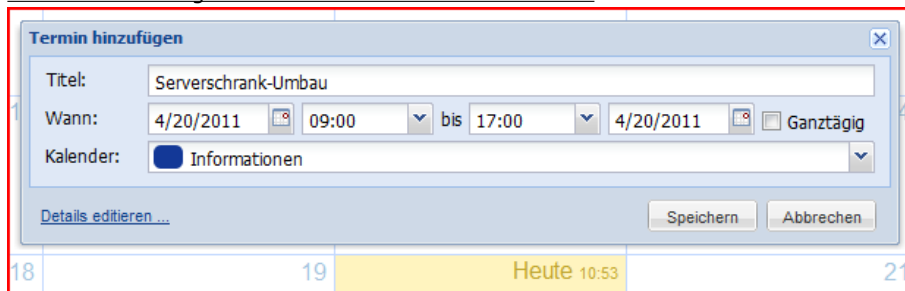 Termin hinzufügen
Titel: Serverschrank-Umbau
Wann: 4/20/2011 09:00 bis 17:00 4/20/2011 Ganztägig
Kalender: Informationen
Details editieren ... Speichern Abbrechen
18 19 Heute 10:53 21